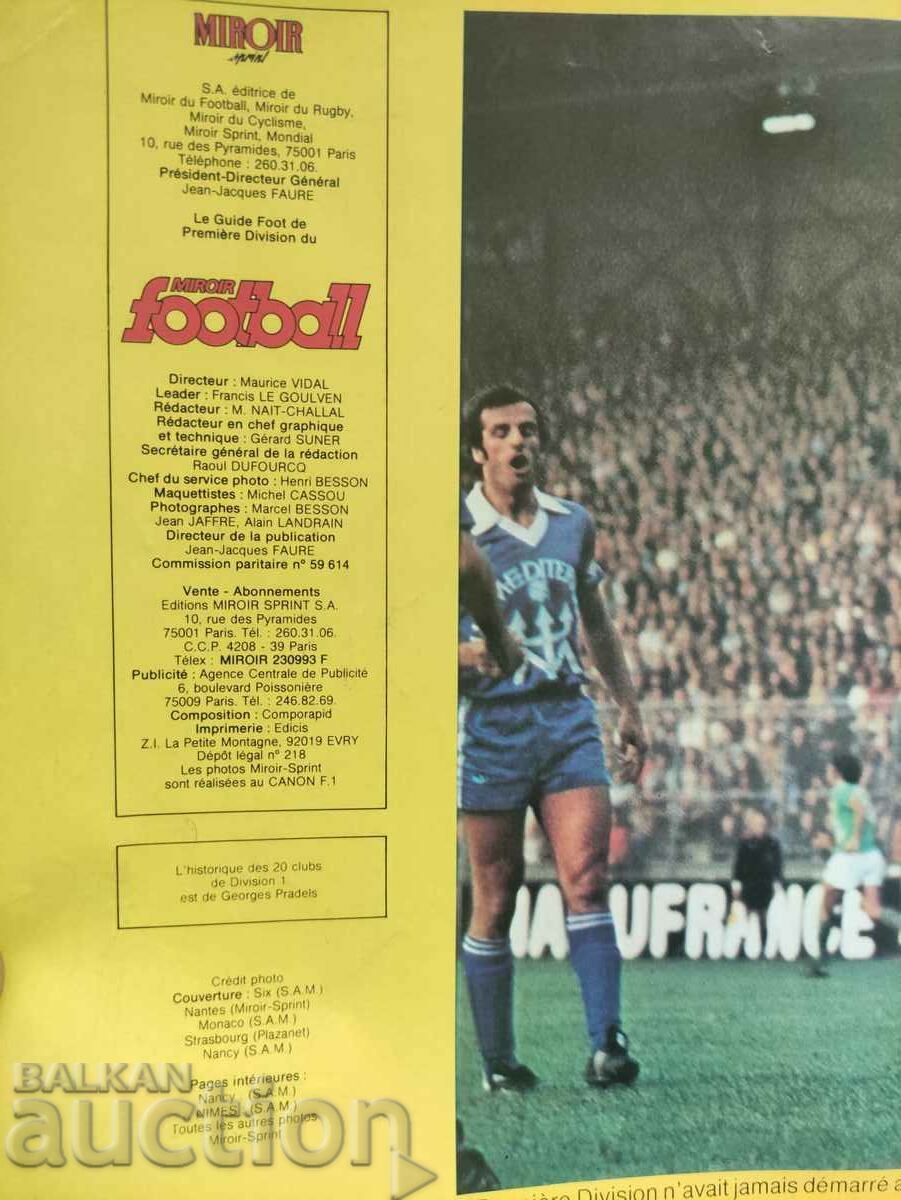 MIROIR
SPRINT
S.A. éditrice de
Miroir du Football, Miroir du Rugby,
Miroir du Cyclisme,
Miroir Sprint, Mondial
10, rue des Pyramides, 75001 Paris
Téléphone : 260.31.06.
Président-Directeur Général
Jean-Jacques FAURE
Le Guide Foot de
Première Division du
MIROIR
football
Directeur : Maurice VIDAL
Leader : Francis LE GOULVEN
Rédacteur : M. NAIT-CHALLAL
Rédacteur en chef graphique
et technique : Gérard SUNER
Secrétaire général de la rédaction
Raoul DUFOURCQ
Chef du service photo : Henri BESSON
Maquettistes : Michel CASSOU
Photographes : Marcel BESSON
Jean JAFFRE, Alain LANDRAIN
Directeur de la publication
Jean-Jacques FAURE
Commission paritaire n° 59 614
Vente - Abonnements
Editions MIROIR SPRINT S.A.
10, rue des Pyramides
75001 Paris. Tél. : 260.31.06.
C.C.P. 4208 - 39 Paris
Télex : MIROIR 230993 F
Publicité : Agence Centrale de Publicité
6, boulevard Poissonière
75009 Paris. Tél. : 246.82.69.
Composition : Comporapid
Imprimerie : Edicis
Z.I. La Petite Montagne, 92019 EVRY
Dépôt légal n° 218
Les photos Miroir-Sprint
sont réalisées au CANON F.1
L'historique des 20 clubs
de Division 1
est de Georges Pradels
Crédit photo
Couverture : Six (S.A.M.)
Nantes (Miroir-Sprint)
Monaco (S.A.M.)
Strasbourg (Plazanet)
Nancy (S.A.M.)
Pages intérieures :
Nancy (S.A.M.)
NIMES (S.A.M.)
Toutes les autres photos
Miroir-Sprint
MEDITER
UFRANCE
Division n'avait jamais démarré a
BALKAN
auction